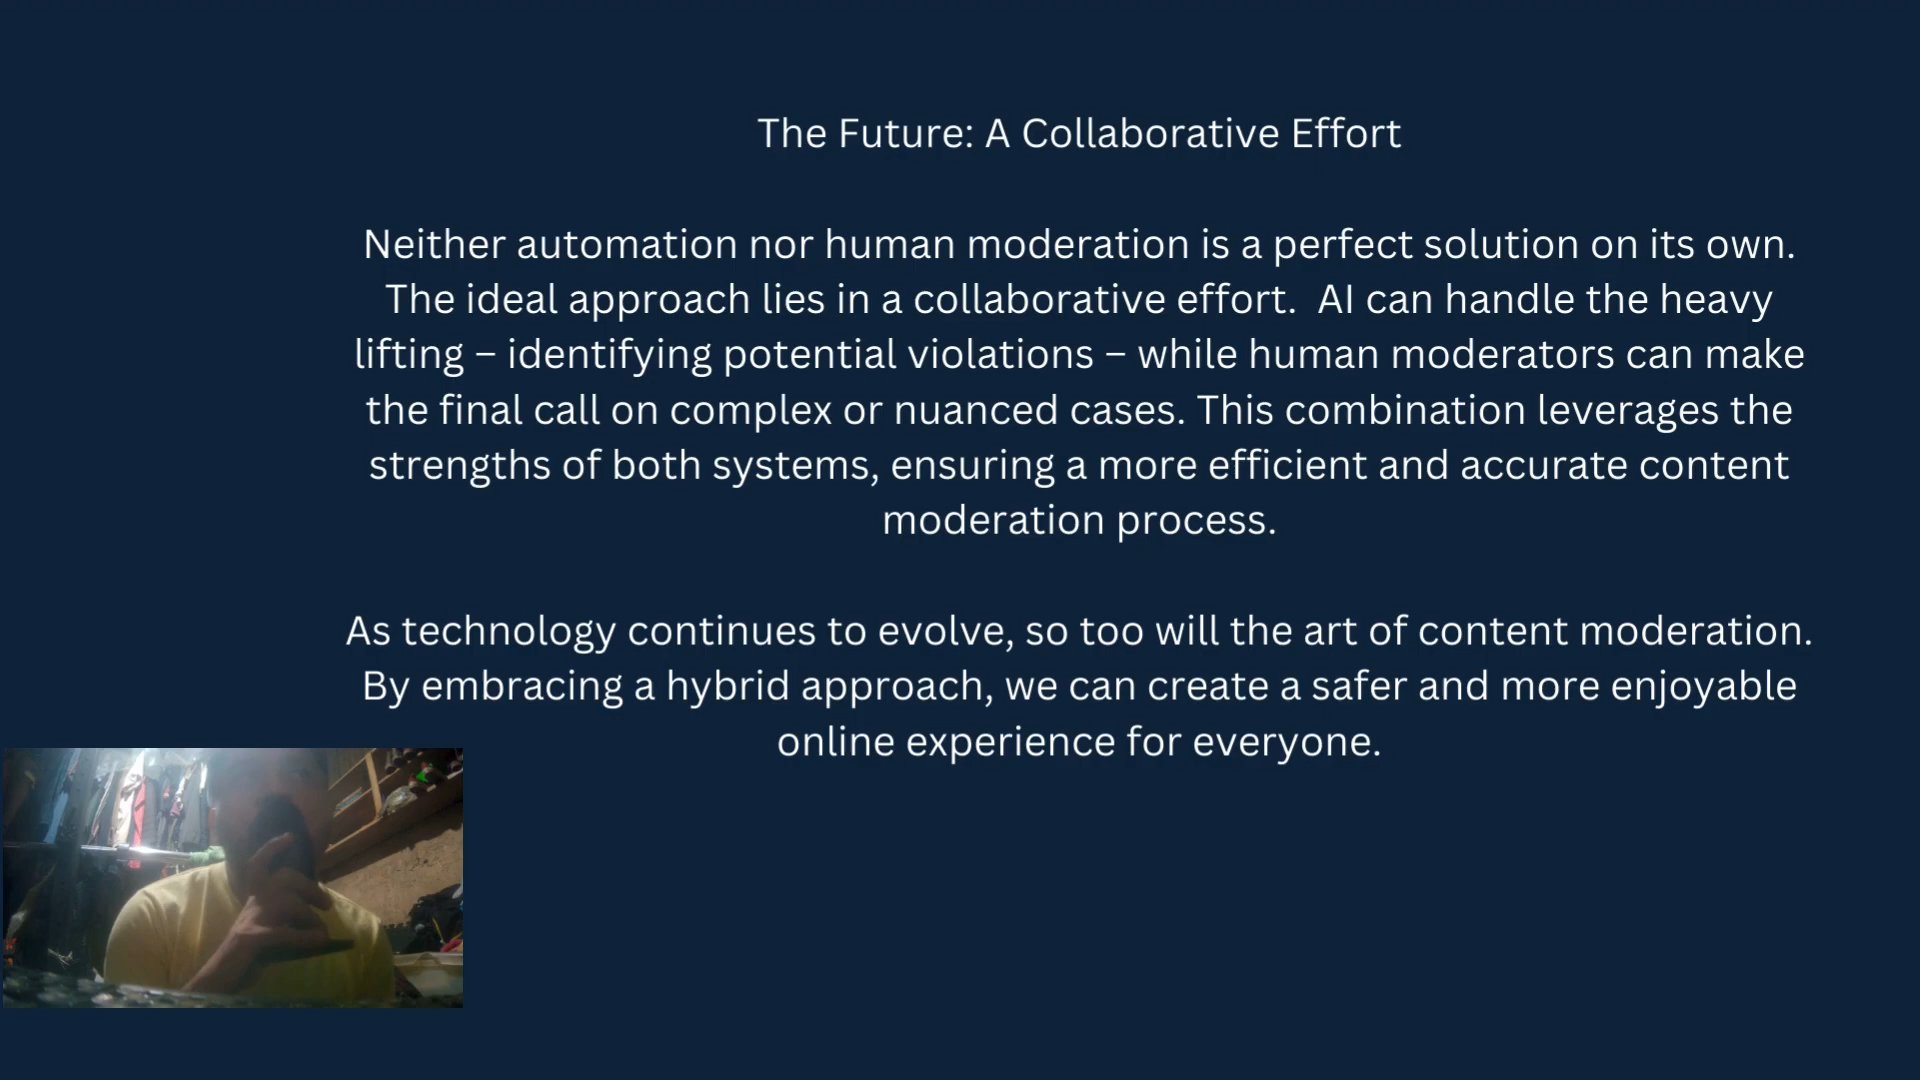 The Future: A Collaborative Effort
Neither automation nor human moderation is a perfect solution on its own.
The ideal approach lies in a collaborative effort.  AI can handle the heavy
lifting – identifying potential violations – while human moderators can make
the final call on complex or nuanced cases. This combination leverages the
strengths of both systems, ensuring a more efficient and accurate content
moderation process.
As technology continues to evolve, so too will the art of content moderation.
By embracing a hybrid approach, we can create a safer and more enjoyable
online experience for everyone.